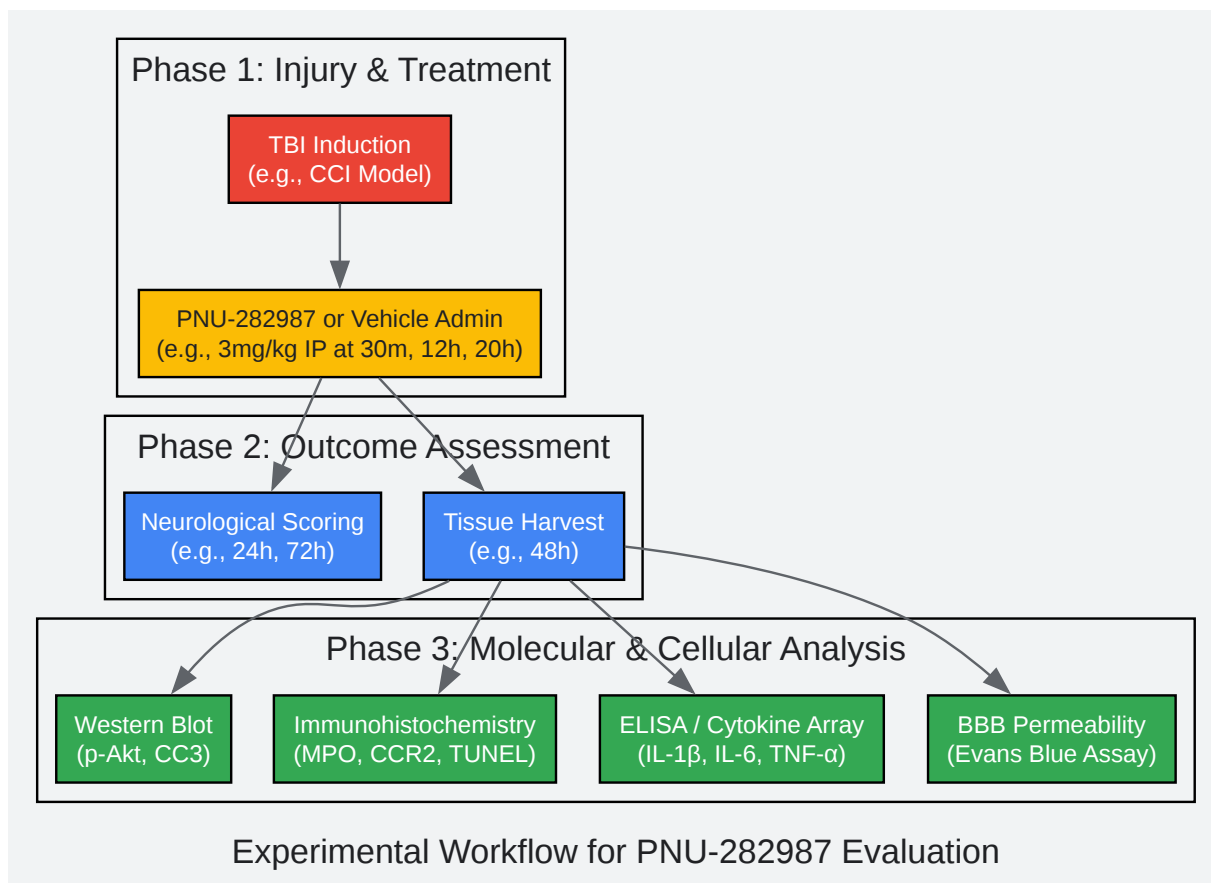 Phase 1: Injury & Treatment
TBI Induction
(e.g., CCI Model)
PNU-282987 or Vehicle Admin
(e.g., 3mg/kg IP at 30m, 12h, 20h)
Phase 2: Outcome Assessment
Neurological Scoring
(e.g., 24h, 72h)
Tissue Harvest
(e.g., 48h)
Phase 3: Molecular & Cellular Analysis
Western Blot
(p-Akt, CC3)
Immunohistochemistry
(MPO, CCR2, TUNEL)
ELISA / Cytokine Array
(IL-1β, IL-6, TNF-α)
BBB Permeability
(Evans Blue Assay)
Experimental Workflow for PNU-282987 Evaluation